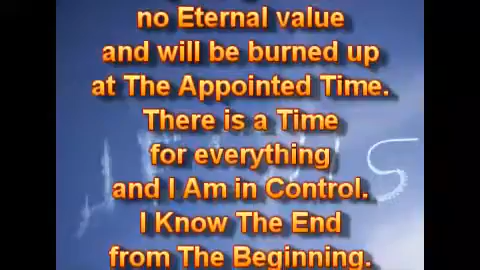 no Eternal value
and will be burned up
at The Appointed Time.
There is a Time
for everything
and I Am in Control.
I Know The End
from The Beginning.